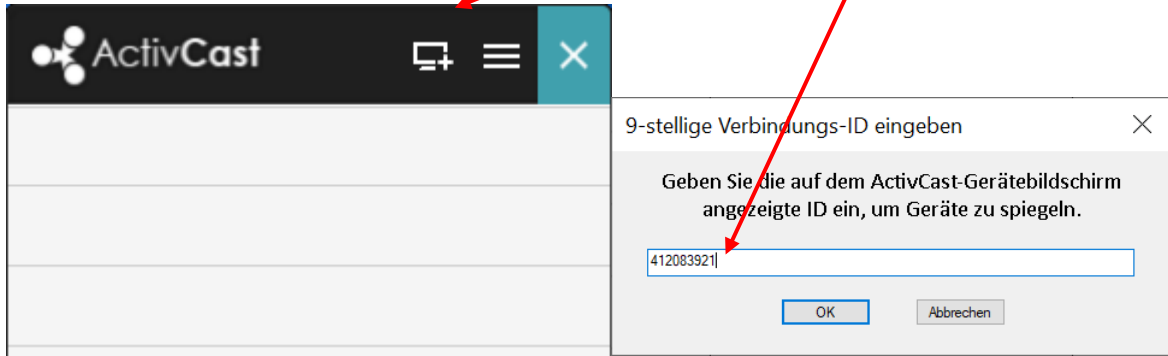 ActivCast
9-stellige Verbindungs-ID eingeben
Geben Sie die auf dem ActivCast-Gerätebildschirm
angezeigte ID ein, um Geräte zu spiegeln.
412083921
OK Abbrechen